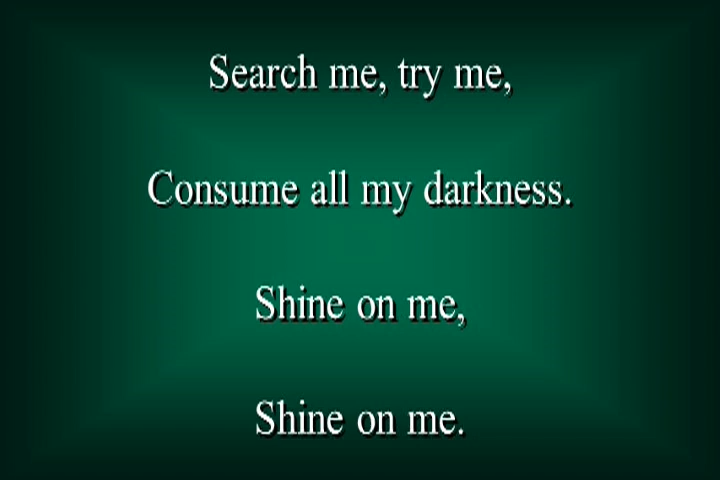 Search me, try me,
Consume all my darkness.
Shine on me,
Shine on me.